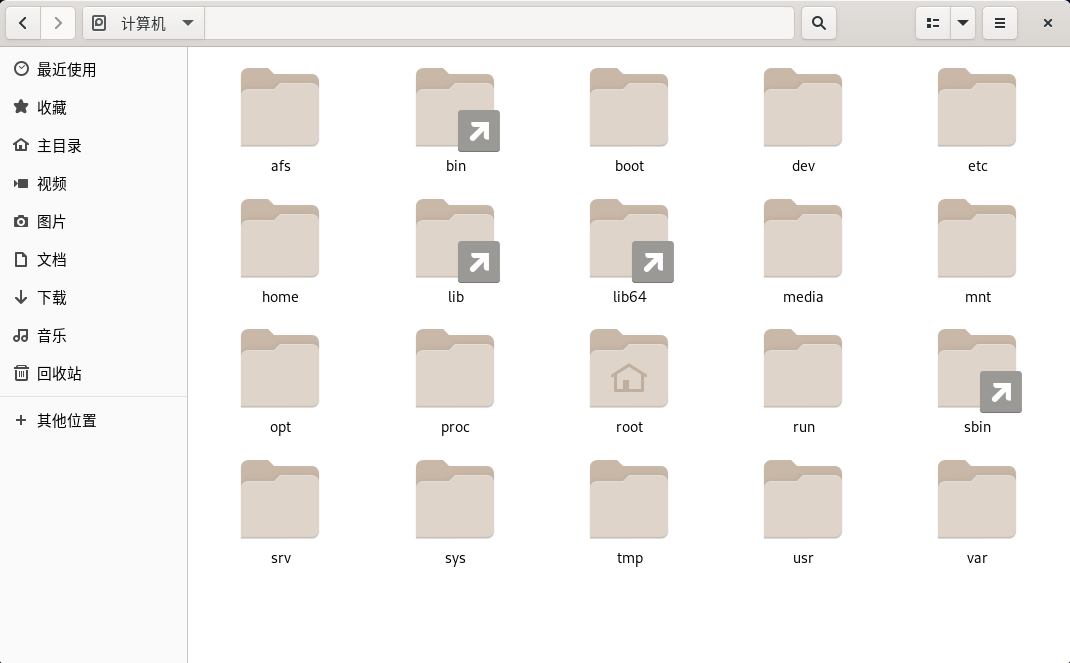 计算机
最近使用
收藏
主目录
视频
图片
文档
下载
音乐
回收站
其他位置
afs
bin
boot
dev
etc
home
lib
lib64
media
mnt
opt
proc
root
run
sbin
srv
sys
tmp
usr
var